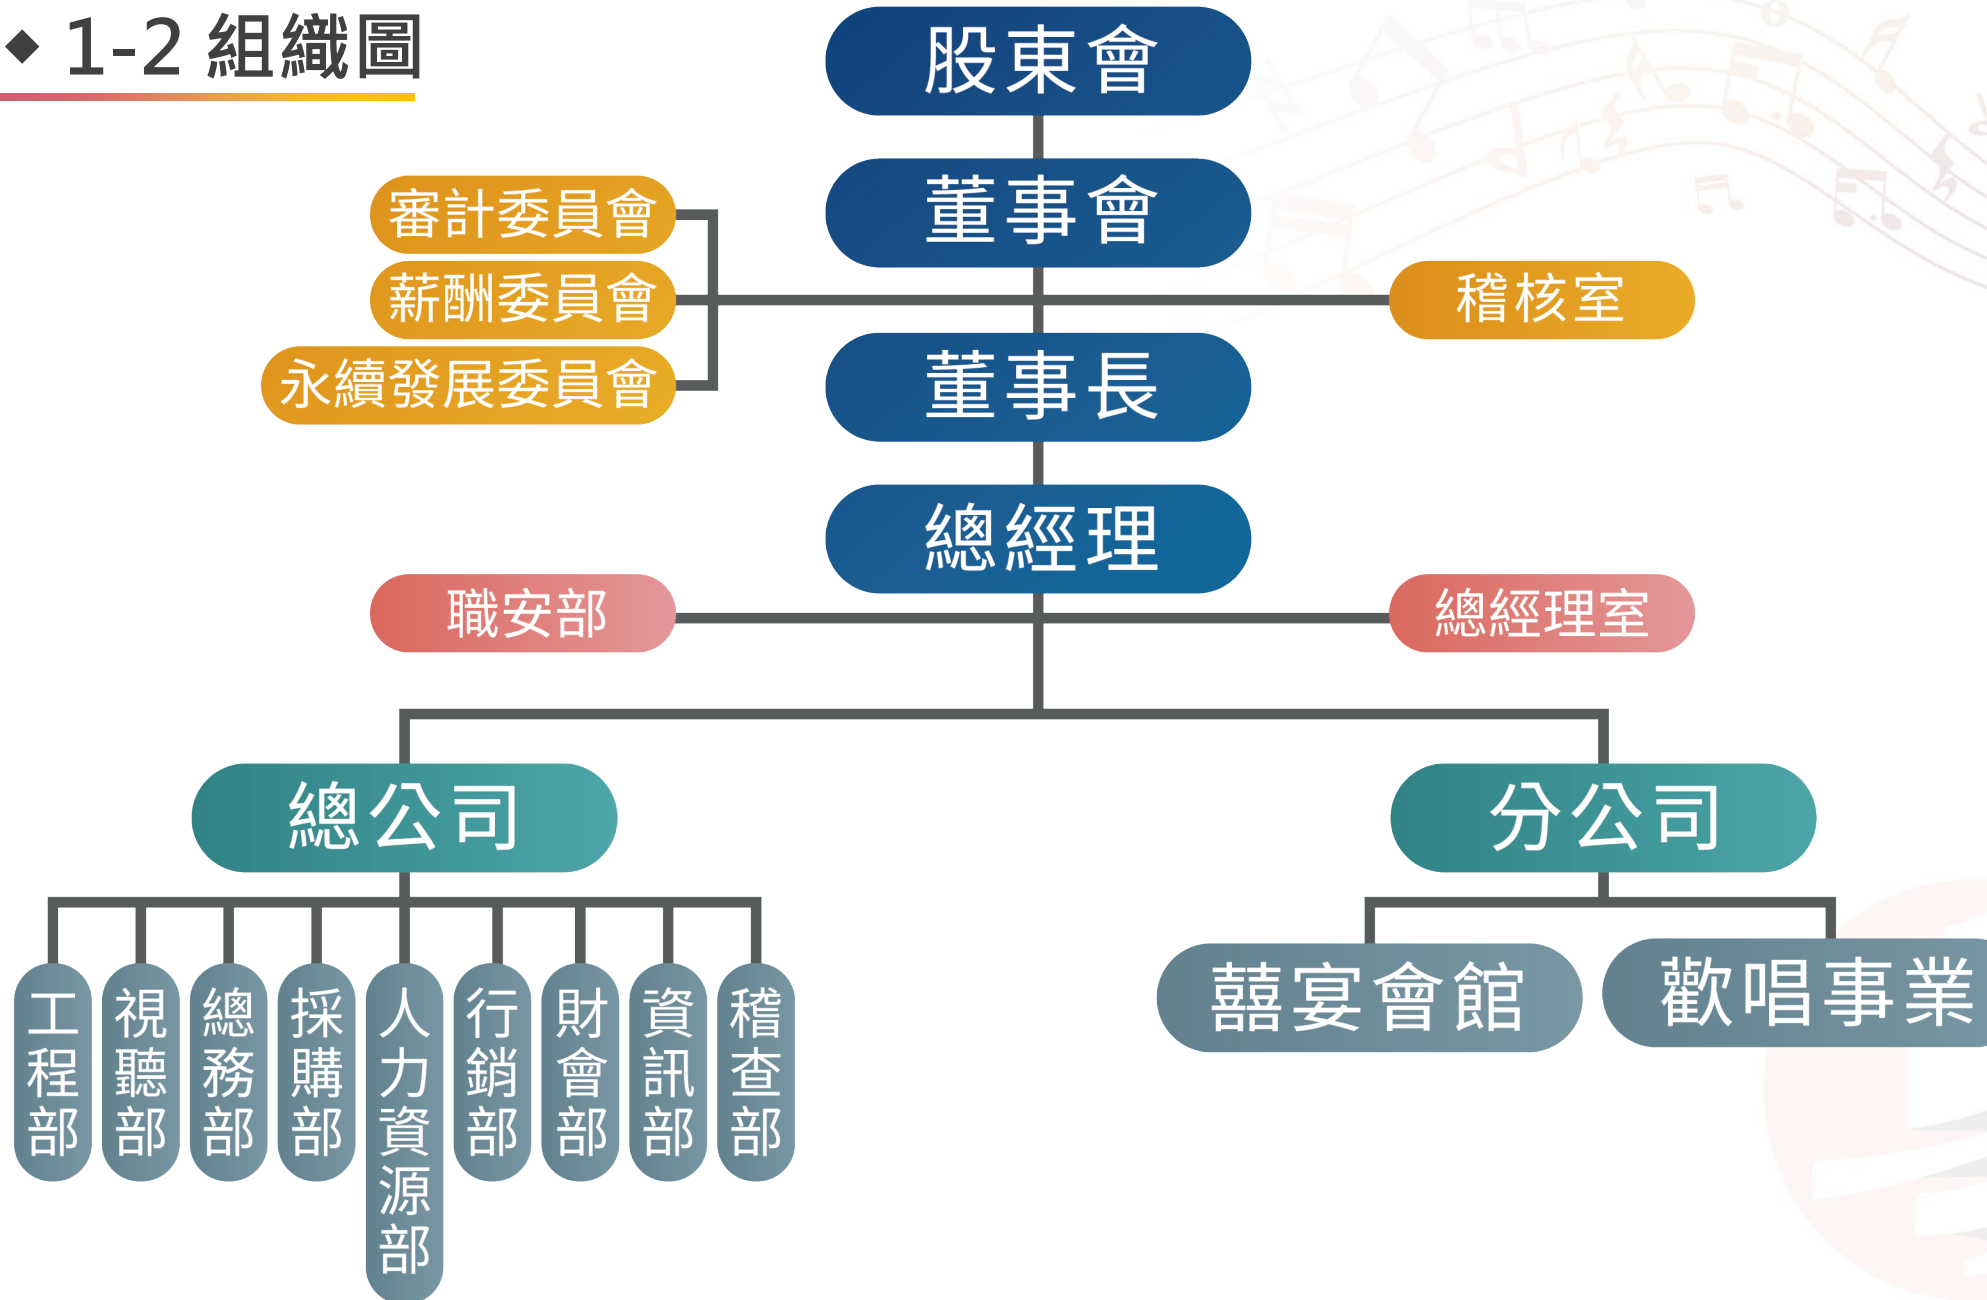 ◆ 1-2 組織圖
股東會
董事會
審計委員會
薪酬委員會
永續發展委員會
稽核室
董事長
總經理
職安部
總經理室
總公司
分公司
工程部
視聽部
總務部
採購部
人力資源部
行銷部
財會部
資訊部
稽查部
囍宴會館
歡唱事業